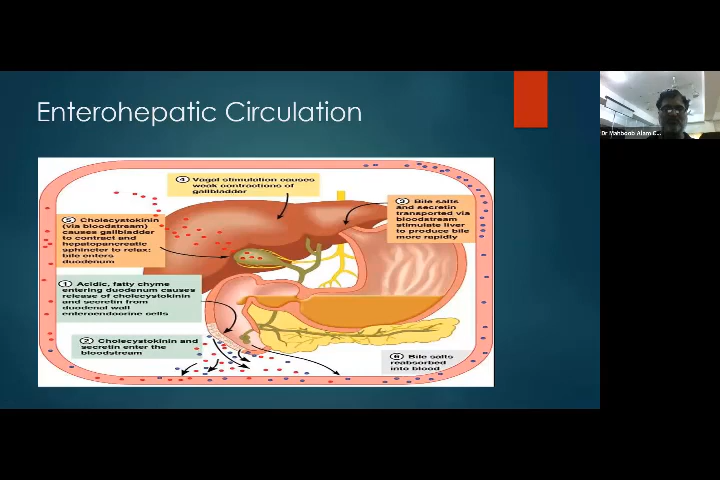 Enterohepatic Circulation
Dr Mahboob Alam C...
④ Vagal stimulation causes
weak contractions of
gallbladder
③ Bile salts
and secretin
transported via
bloodstream
stimulate liver
to produce bile
more rapidly
⑤ Cholecystokinin
(via bloodstream)
causes gallbladder
to contract and
hepatopancreatic
sphincter to relax;
bile enters
duodenum
① Acidic, fatty chyme
entering duodenum causes
release of cholecystokinin
and secretin from
duodenal wall
enteroendocrine cells
② Cholecystokinin and
secretin enter the
bloodstream
⑥ Bile salts
reabsorbed
into blood